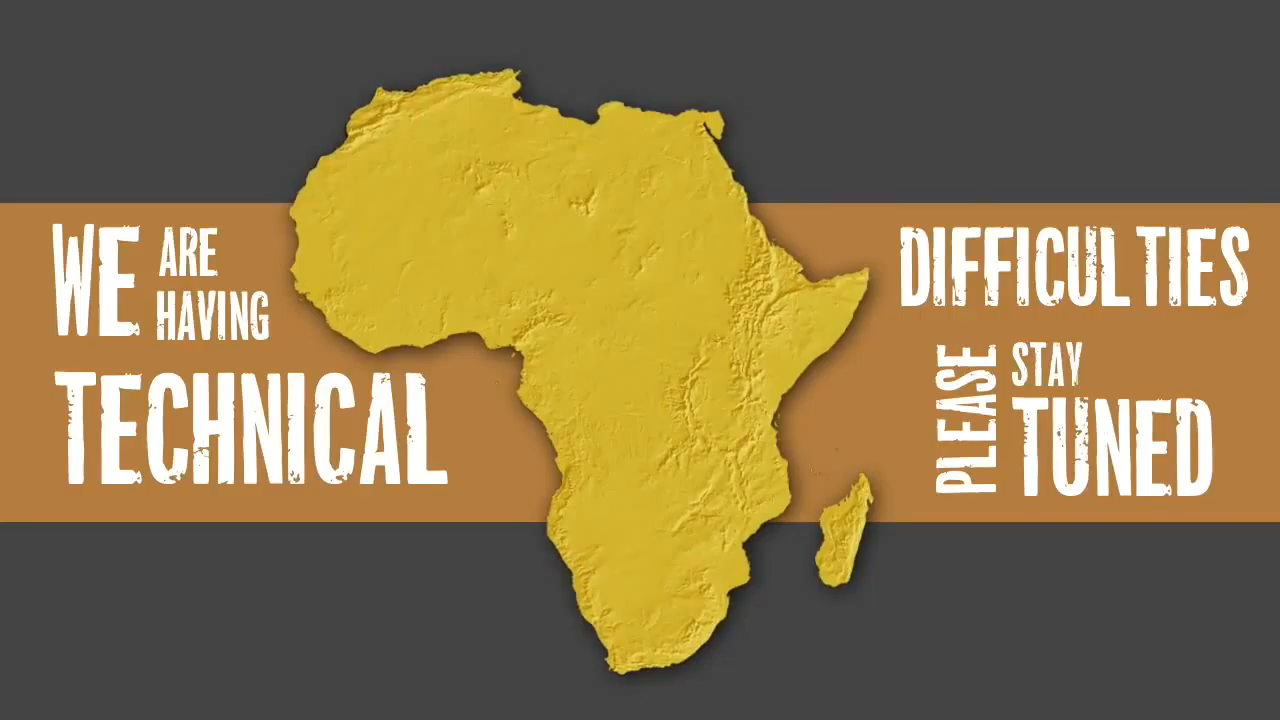 WE ARE HAVING
TECHNICAL
DIFFICULTIES
PLEASE STAY
TUNED